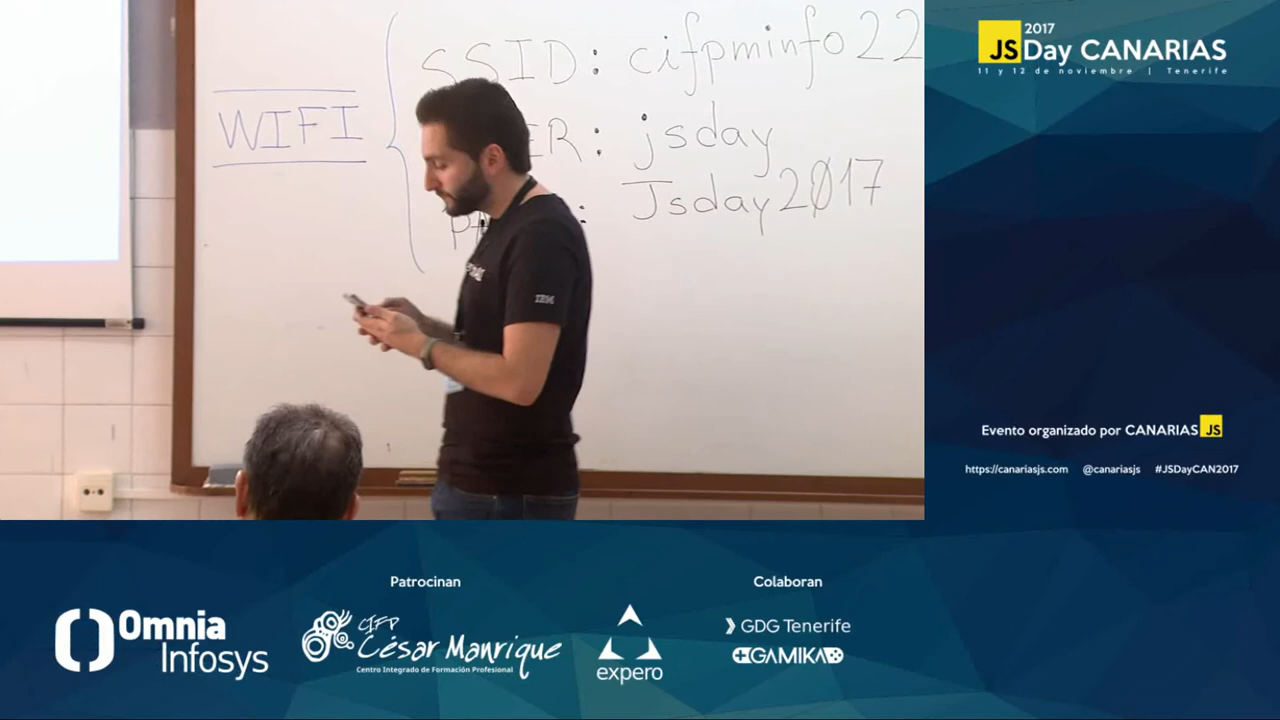 WIFI
SSID: cifpminfo22
: jsday
: Jsday2017
IBM
2017
JSDay CANARIAS
11 y 12 de noviembre | Tenerife
Evento organizado por CANARIAS JS
https://canariasjs.com @canariasjs #JSDayCAN2017
Patrocinan
Colaboran
Omnia
Infosys
CIFP
César Manrique
Centro Integrado de Formación Profesional
expero
GDG Tenerife
GAMIKA